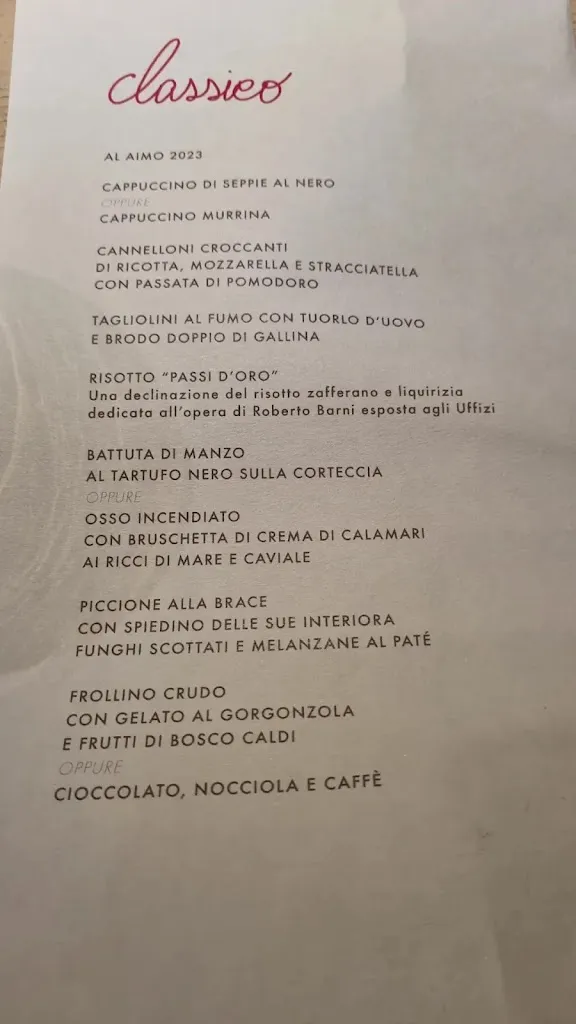 classico
AL AIMO 2023
CAPPUCCINO DI SEPPIE AL NERO
OPPURE
CAPPUCCINO MURRINA
CANNELLONI CROCCANTI
DI RICOTTA, MOZZARELLA E STRACCIATELLA
CON PASSATA DI POMODORO
TAGLIOLINI AL FUMO CON TUORLO D'UOVO
E BRODO DOPPIO DI GALLINA
RISOTTO “PASSI D'ORO”
Una declinazione del risotto zafferano e liquirizia
dedicata all'opera di Roberto Barni esposta agli Uffizi
BATTUTA DI MANZO
AL TARTUFO NERO SULLA CORTECCIA
OPPURE
OSSO INCENDIATO
CON BRUSCHETTA DI CREMA DI CALAMARI
AI RICCI DI MARE E CAVIALE
PICCIONE ALLA BRACE
CON SPIEDINO DELLE SUE INTERIORA
FUNGHI SCOTTATI E MELANZANE AL PATÉ
FROLLINO CRUDO
CON GELATO AL GORGONZOLA
E FRUTTI DI BOSCO CALDI
OPPURE
CIOCCOLATO, NOCCIOLA E CAFFÈ